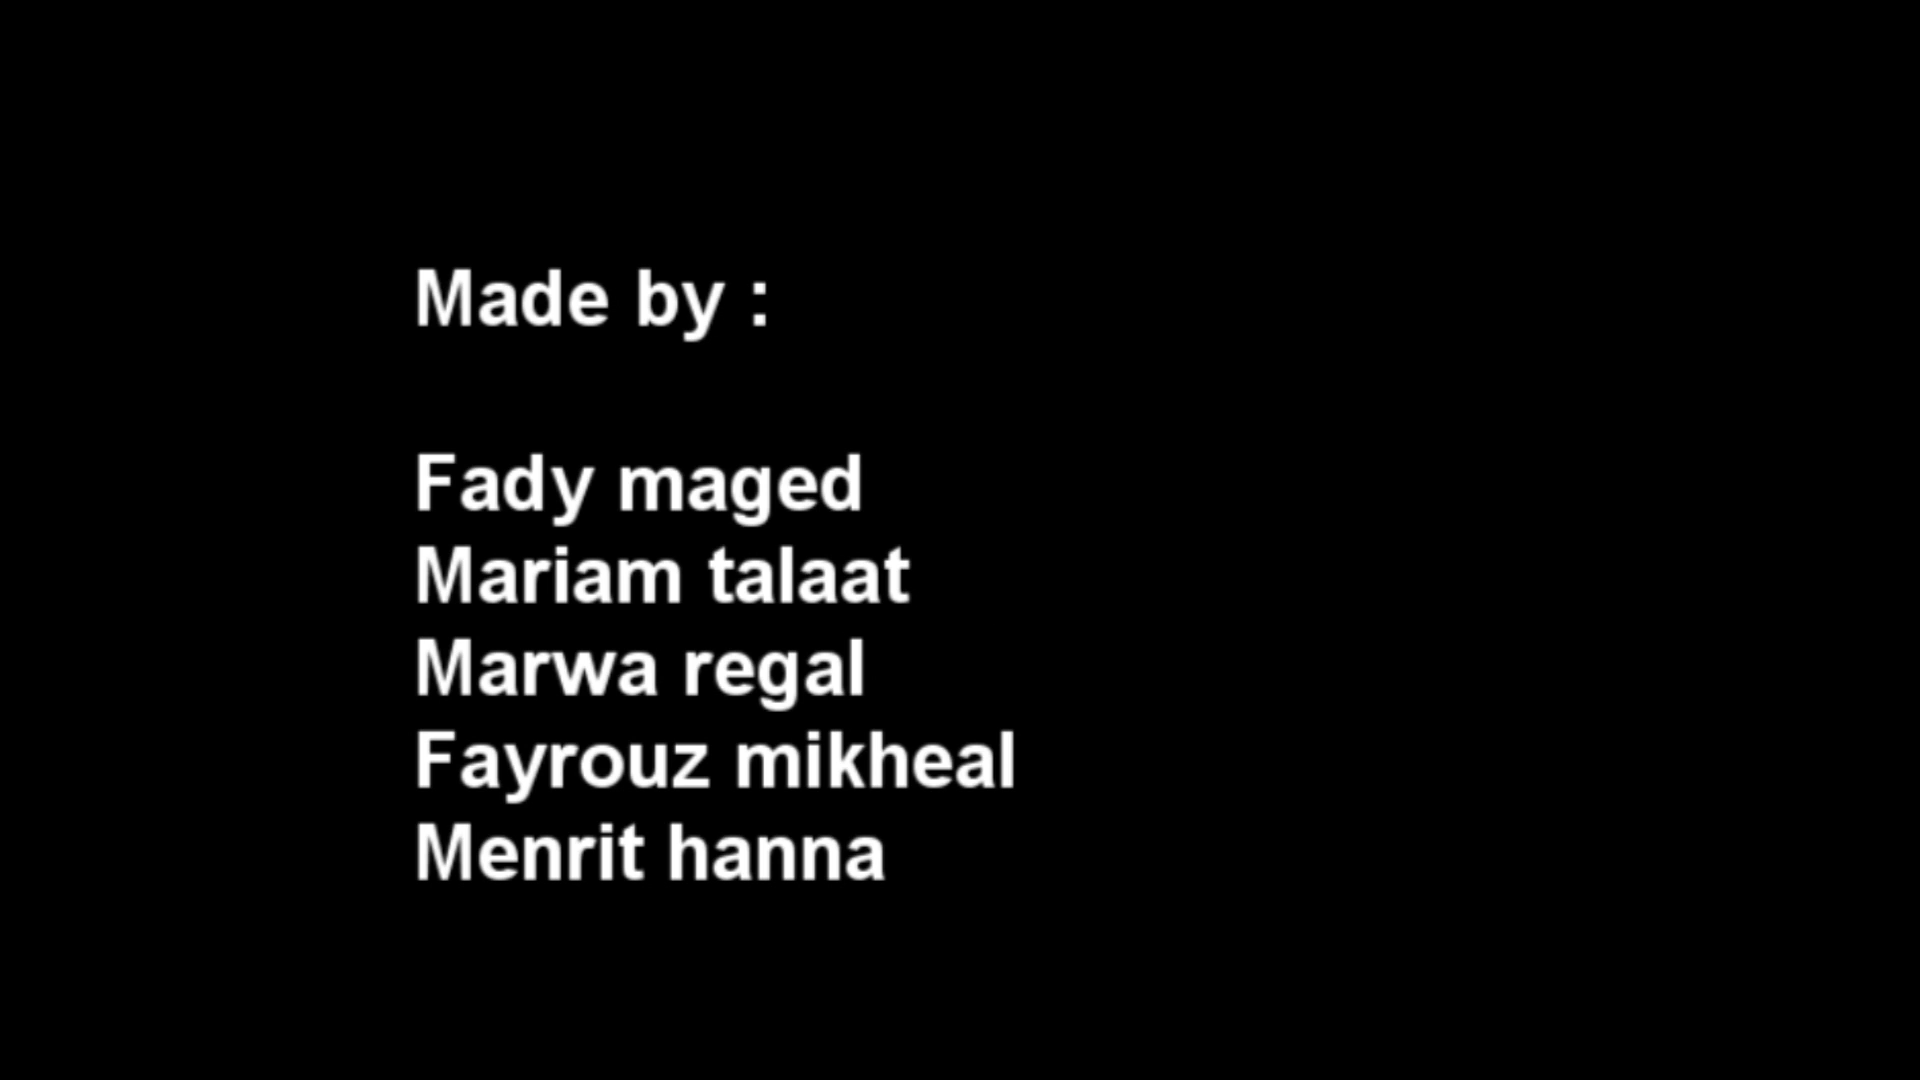 Made by :
Fady maged
Mariam talaat
Marwa regal
Fayrouz mikheal
Menrit hanna